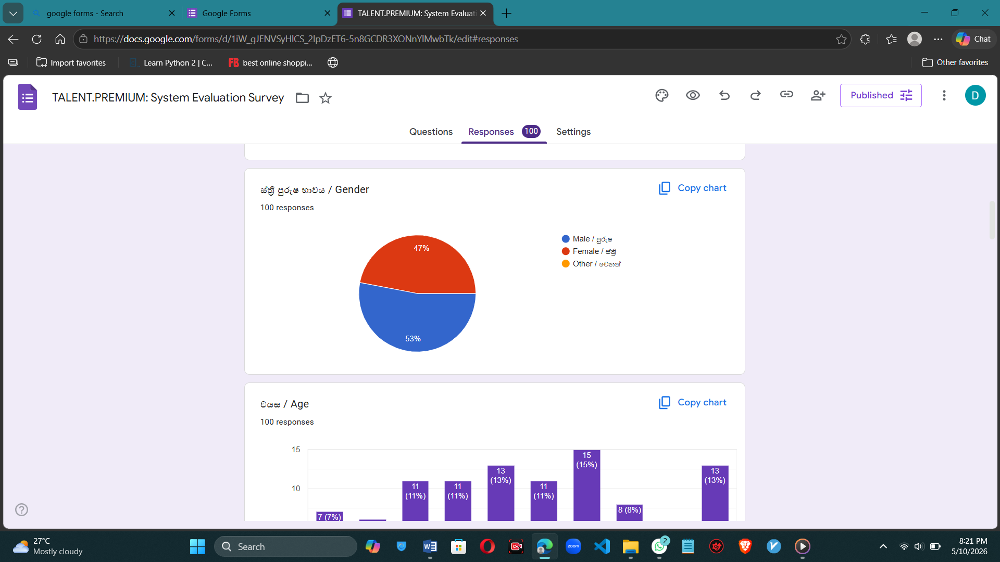 google forms - Search
Google Forms
TALENT.PREMIUM: System Evaluati
https://docs.google.com/forms/d/1iW_gJENVSyHlCS_2lpDzET6-5n8GCDR3XONnYlMwbTk/edit#responses
Chat
Import favorites
Learn Python 2 | C...
FB best online shoppi...
Other favorites
TALENT.PREMIUM: System Evaluation Survey
Published
D
Questions
Responses 100
Settings
ස්ත්‍රී පුරුෂ භාවය / Gender
Copy chart
100 responses
47%
53%
Male / පුරුෂ
Female / ස්ත්‍රී
Other / වෙනත්
වයස / Age
Copy chart
100 responses
15
10
7 (7%)
11
(11%)
11
(11%)
13
(13%)
11
(11%)
15
(15%)
8 (8%)
13
(13%)
27°C
Mostly cloudy
Search
zoom
2
8:21 PM
5/10/2026